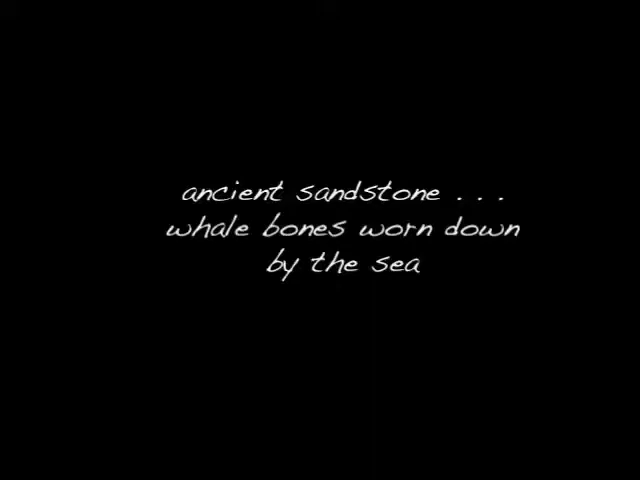 ancient sandstone . . .
whale bones worn down
by the sea